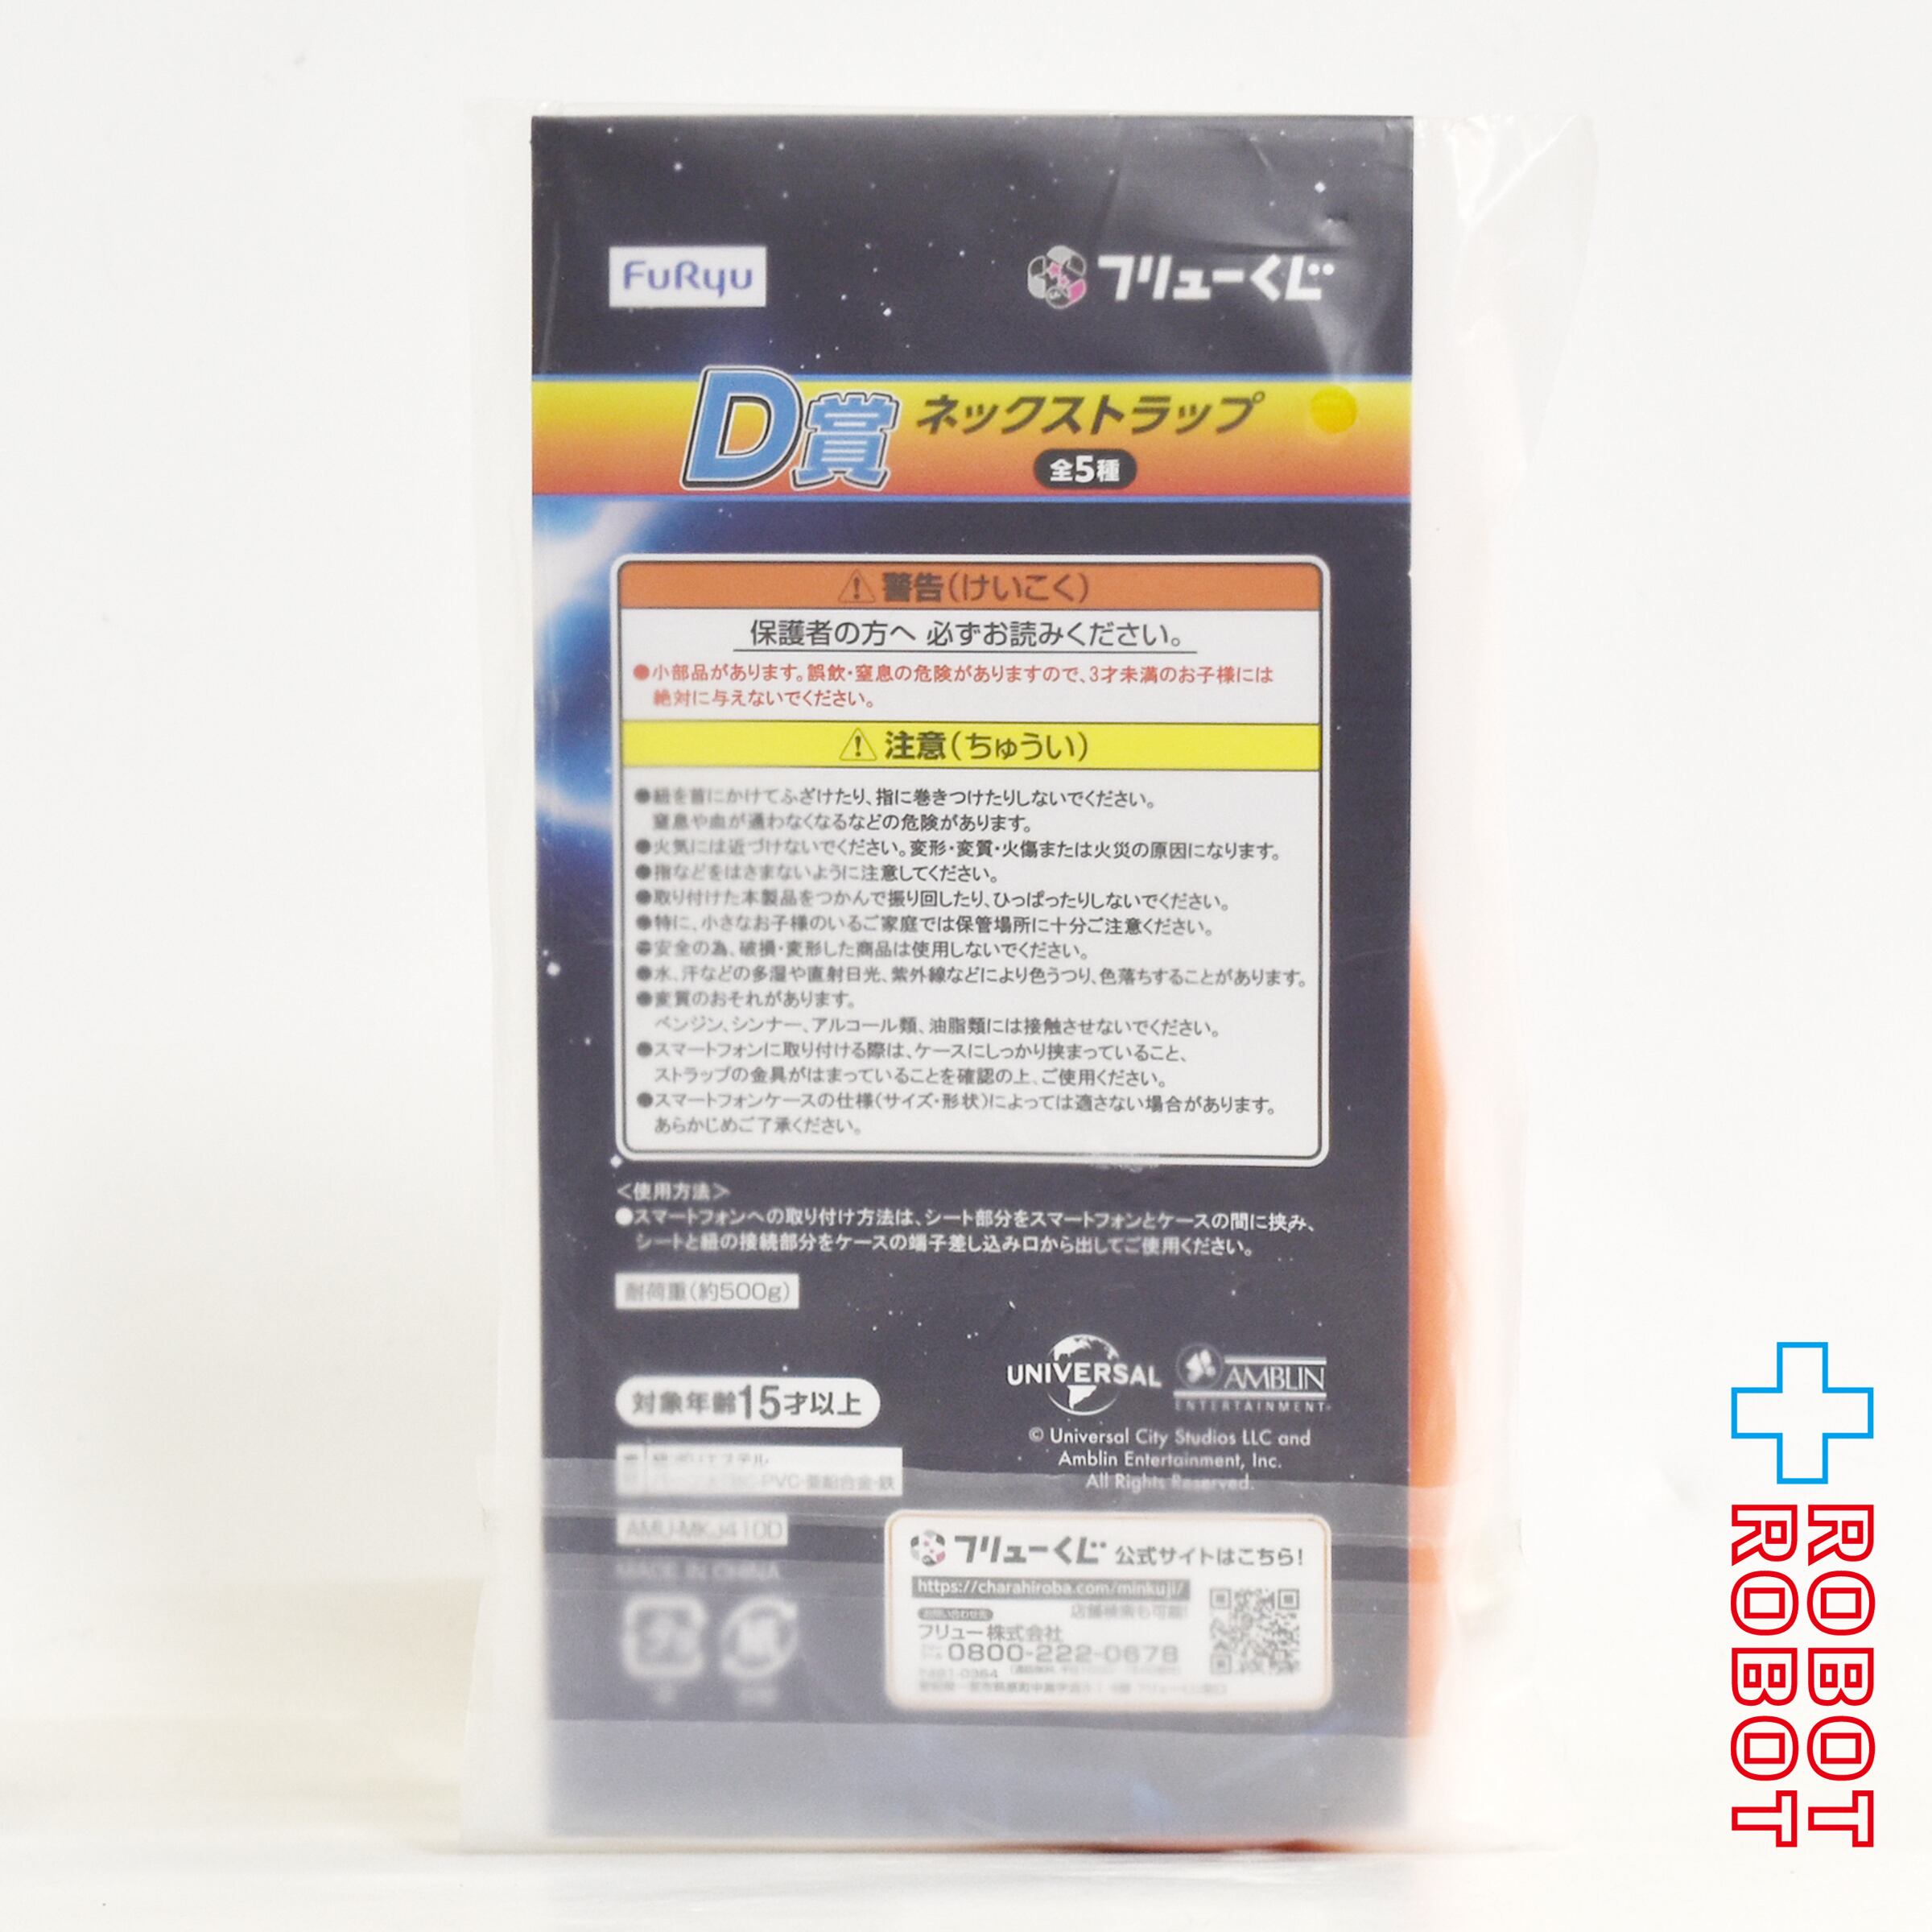 FuRyu
フリューくじ
D賞 ネックストラップ
全5種
警告(けいこく)
保護者の方へ 必ずお読みください。
●小部品があります。誤飲・窒息の危険がありますので、3才未満のお子様には
絶対に与えないでください。
注意(ちゅうい)
●紐を首にかけてふざけたり、指に巻きつけたりしないでください。
窒息や血が通わなくなるなどの危険があります。
●火気には近づけないでください。変形・変質・火傷または火災の原因になります。
●指などをはさまないように注意してください。
●取り付けた本製品をつかんで振り回したり、ひっぱったりしないでください。
●特に、小さなお子様のいるご家庭では保管場所に十分ご注意ください。
●安全の為、破損・変形した商品は使用しないでください。
●水、汗などの多湿や直射日光、紫外線などにより色うつり、色落ちすることがあります。
●変質のおそれがあります。
ベンジン、シンナー、アルコール類、油脂類には接触させないでください。
●スマートフォンに取り付ける際は、ケースにしっかり挟まっていること、
ストラップの金具がはまっていることを確認の上、ご使用ください。
●スマートフォンケースの仕様(サイズ・形状)によっては適さない場合があります。
あらかじめご了承ください。
<使用方法>
●スマートフォンへの取り付け方法は、シート部分をスマートフォンとケースの間に挟み、
シートと紐の接続部分をケースの端子差し込み口から出してご使用ください。
耐荷重(約500g)
UNIVERSAL
AMBLIN
ENTERTAINMENT
対象年齢15才以上
© Universal City Studios LLC and
Amblin Entertainment, Inc.
All Rights Reserved.
PVC・亜鉛合金・鉄
MADE IN CHINA
フリューくじ 公式サイトはこちら!
https://charahiroba.com/minkuji/
店舗検索も可能!
お問い合わせ先
フリュー株式会社
0800-222-0678
ROBOT
ROBOT